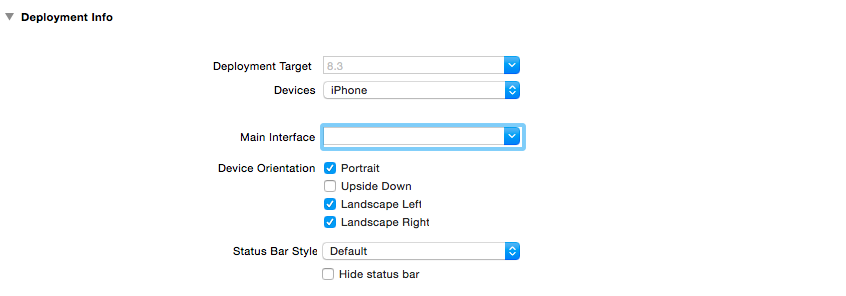 Deployment Info
Deployment Target 8.3
Devices iPhone
Main Interface
Device Orientation Portrait
Upside Down
Landscape Left
Landscape Right
Status Bar Style Default
Hide status bar